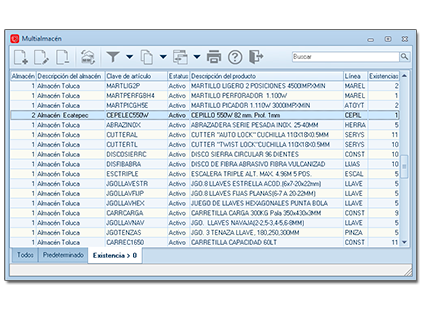 Multialmacén
Buscar
Almacén Descripción del almacén Clave de artículo Estatus Descripción del producto Línea Existencias
1 Almacén Toluca MARTLIG2P Activo MARTILLO LIGERO 2 POSICIONES 4500MPXMIN MAREL 2
1 Almacén Toluca MARTPERFGBH4 Activo MARTILLO PERFORADOR 1.100W MAREL 1
1 Almacén Toluca MARTPICGH5E Activo MARTILLO PICADOR 1.110W 3000MPXMIN ATOYT 2
2 Almacén Ecatepec CEPELEC550W Activo CEPILLO 550W 82 mm. Prof. 1mm CEPIL 1
1 Almacén Toluca ABRAZINOX Activo ABRAZADERA SERIE PESADA INOX. 25-40MM HERRA 5
1 Almacén Toluca CUTTERAL Activo CUTTER "AUTO LOCK"CUCHILLA 110X18X0.5MM SERYS 11
1 Almacén Toluca CUTTERTL Activo CUTTER "TWIST LOCK"CUCHILLA 110X18X0.5MM SERYS 5
1 Almacén Toluca DISCOSIERRC Activo DISCO SIERRA CIRCULAR 96 DIENTES CONST 10
1 Almacén Toluca DISFIBABRA Activo DISCO DE FIBRA ABRASIVO FIBRA VULCANIZAD LIJAS 10
1 Almacén Toluca ESCTRIPLE Activo ESCALERA TRIPLE ALT. MAX. 4.96M 5 POS. ESCAL 5
1 Almacén Toluca JGOLLAVESTR Activo JGO.8 LLAVES ESTRELLA ACOD.(6x7-20x22mm) LLAVE 5
1 Almacén Toluca JGOLLAVFIJP Activo JGO.8 LLAVES FIJAS PLANAS(6-7 A 20-22MM) LLAVE 5
1 Almacén Toluca JGOLLAVHEX Activo JUEGO DE LLAVES HEXAGONALES PUNTA BOLA LLAVE 5
1 Almacén Toluca CARRCARGA Activo CARRETILLA CARGA 300KG Pala 350x430x3MM CONST 9
1 Almacén Toluca JGOLLAVNAV Activo JGO. LLAVES NAVAJA(2-2,5-3-4,5-6-8MM) LLAVE 5
1 Almacén Toluca JGOTENZAS Activo JGO. 3 TENAZA LLAVE, 180,250,300MM PINZA 5
1 Almacén Toluca CARREC1650 Activo CARRETILLA CAPACIDAD 60LT CONST 11
Todos Predeterminado Existencia > 0